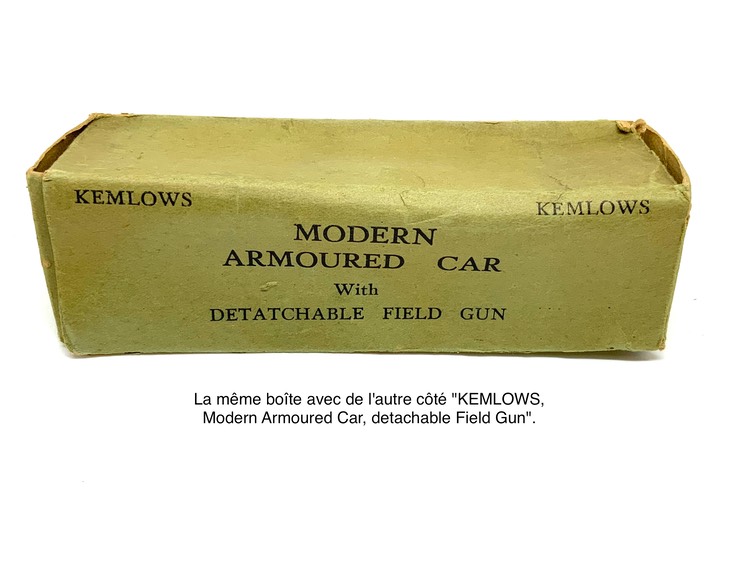 KEMLOWS KEMLOWS
MODERN
ARMOURED CAR
With
DETATCHABLE FIELD GUN
La même boîte avec de l'autre côté "KEMLOWS,
Modern Armoured Car, detachable Field Gun".